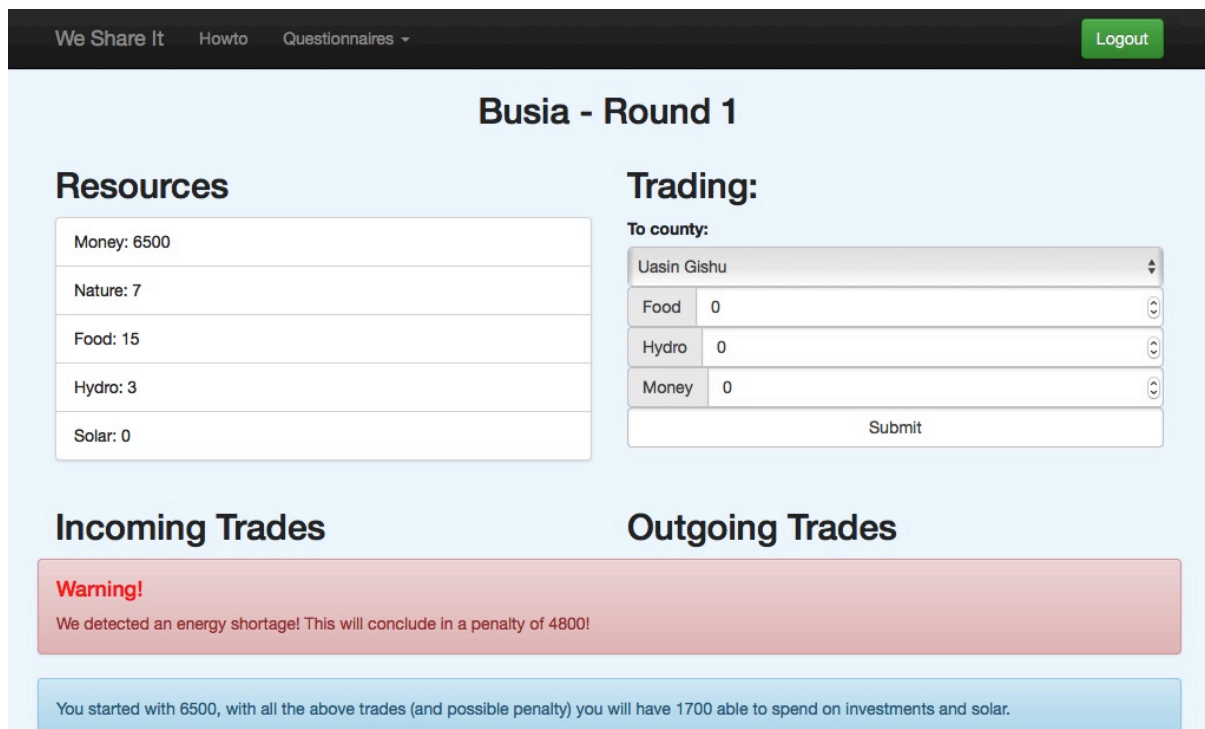 We Share It Howto Questionnaires Logout
Busia - Round 1
Resources
Money: 6500
Nature: 7
Food: 15
Hydro: 3
Solar: 0
Trading:
To county:
Uasin Gishu
Food 0
Hydro 0
Money 0
Submit
Incoming Trades
Outgoing Trades
Warning!
We detected an energy shortage! This will conclude in a penalty of 4800!
You started with 6500, with all the above trades (and possible penalty) you will have 1700 able to spend on investments and solar.